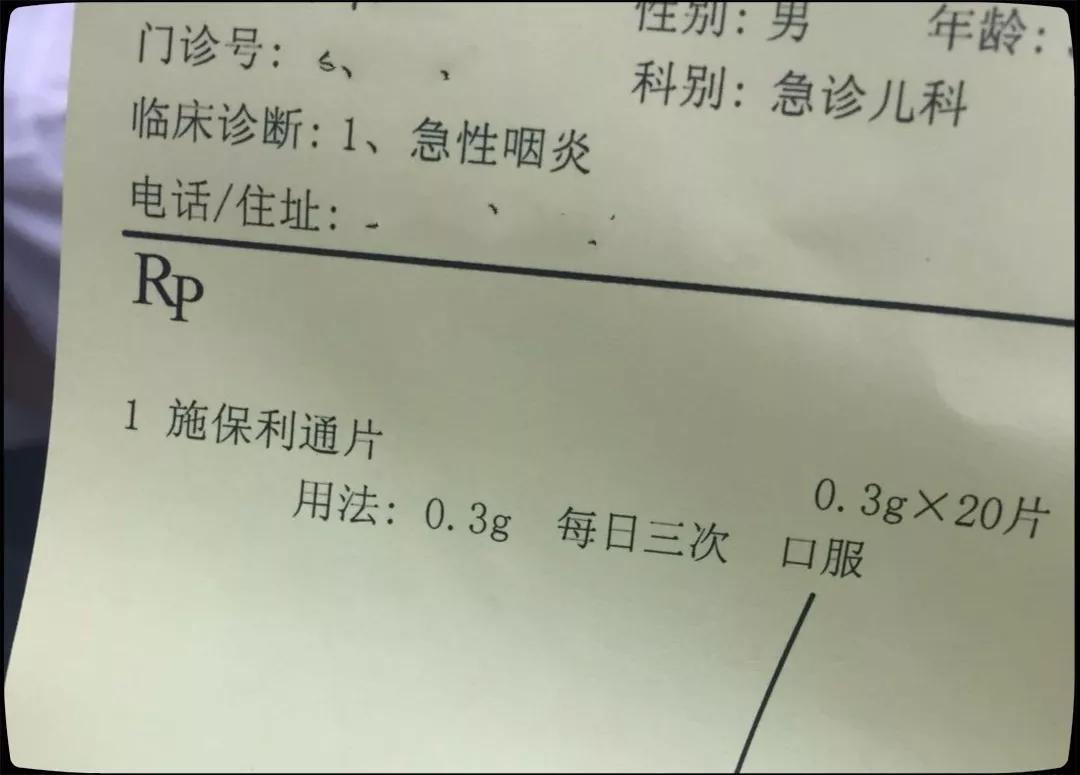 性别: 男 年龄:
门诊号:
科别: 急诊儿科
临床诊断: 1、急性咽炎
电话/住址:
Rp
1 施保利通片
0.3g×20片
用法: 0.3g 每日三次 口服